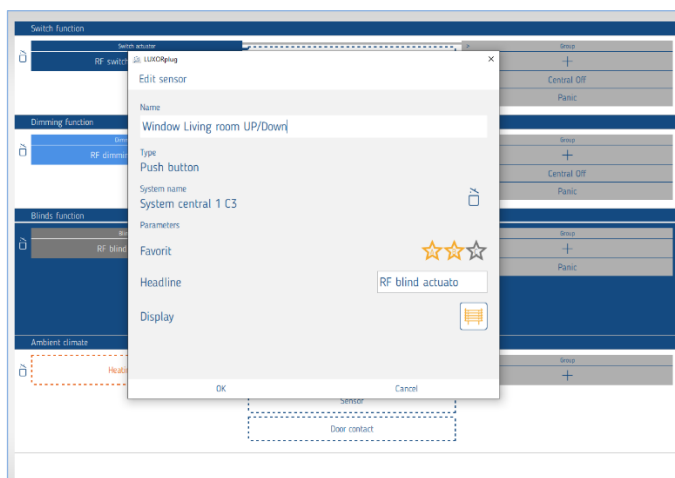 Switch function
Switch actuator
RF switch
Group
Central Off
Panic
LUXORplug
Edit sensor
Name
Window Living room UP/Down
Type
Push button
System name
System central 1 C3
Parameters
Favorit
Headline
RF blind actuato
Display
OK
Cancel
Dimming function
RF dimmin
Group
Central Off
Panic
Blinds function
RF blind
Group
Panic
Ambient climate
Heati
Group
Sensor
Door contact